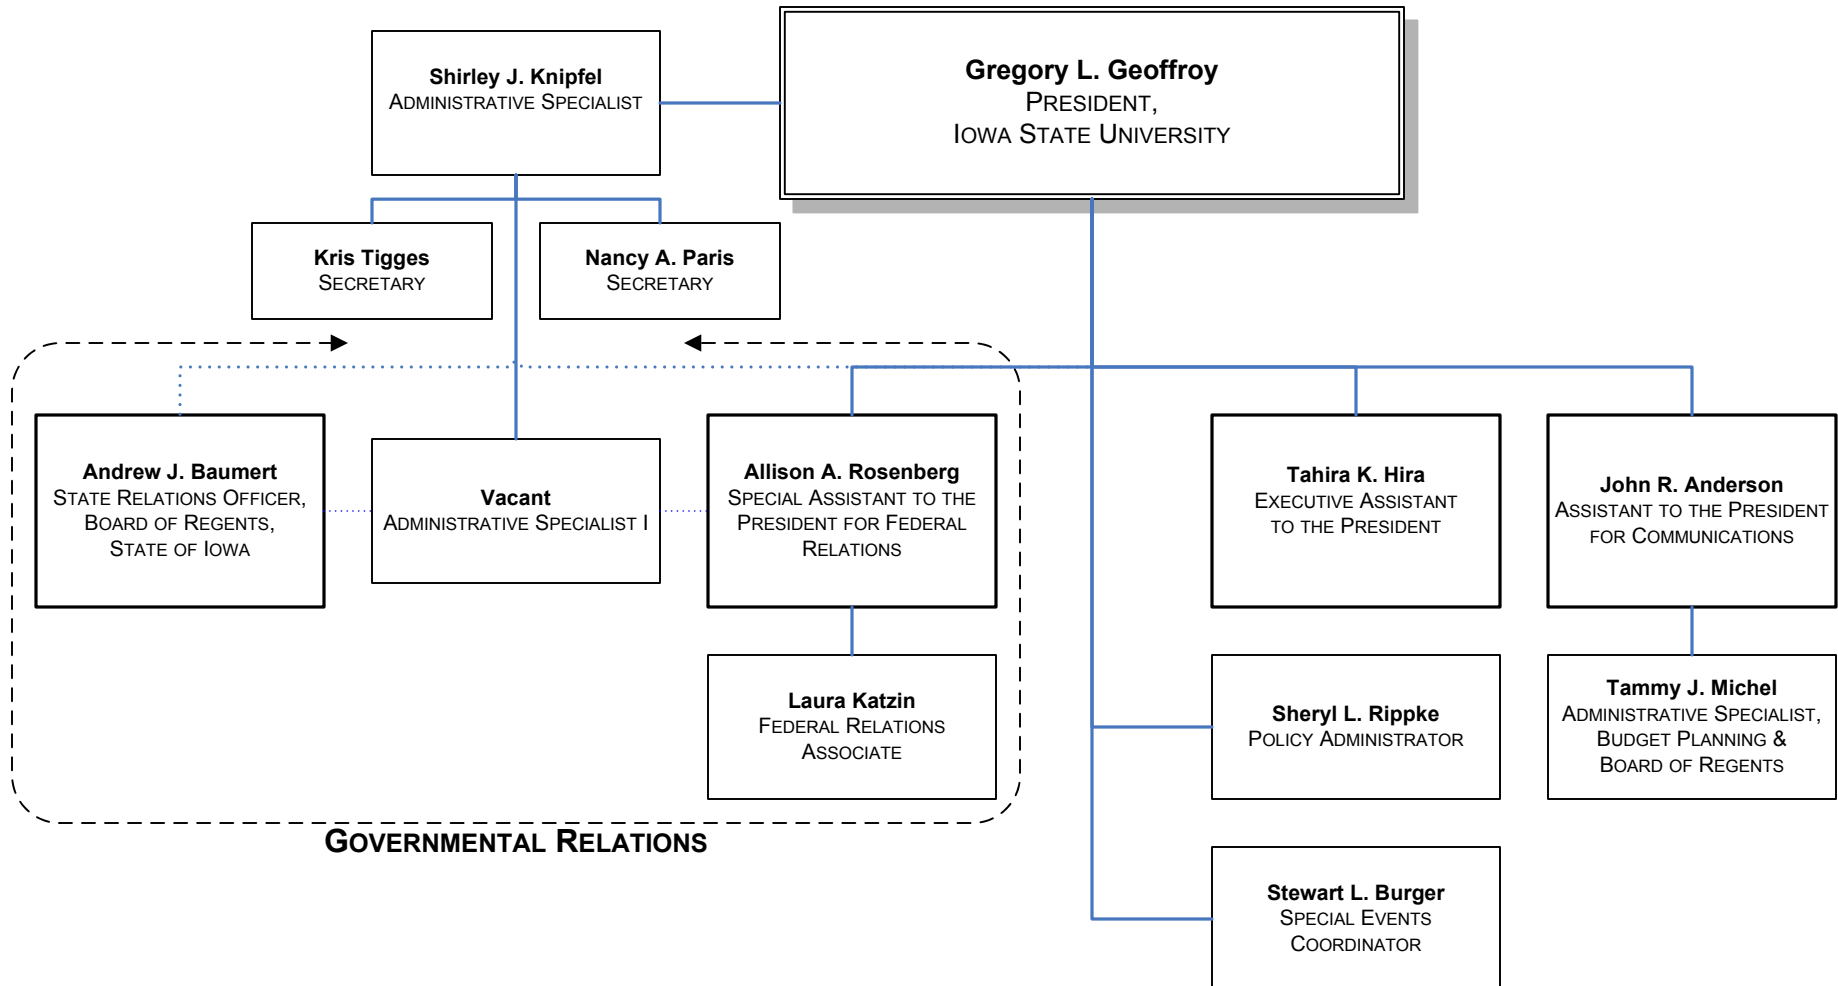 Shirley J. Knipfel
ADMINISTRATIVE SPECIALIST
Gregory L. Geoffroy
PRESIDENT,
IOWA STATE UNIVERSITY
Kris Tigges
SECRETARY
Nancy A. Paris
SECRETARY
Andrew J. Baumert
STATE RELATIONS OFFICER,
BOARD OF REGENTS,
STATE OF IOWA
Vacant
ADMINISTRATIVE SPECIALIST I
Allison A. Rosenberg
SPECIAL ASSISTANT TO THE
PRESIDENT FOR FEDERAL
RELATIONS
Tahira K. Hira
EXECUTIVE ASSISTANT
TO THE PRESIDENT
John R. Anderson
ASSISTANT TO THE PRESIDENT
FOR COMMUNICATIONS
Laura Katzin
FEDERAL RELATIONS
ASSOCIATE
Sheryl L. Rippke
POLICY ADMINISTRATOR
Tammy J. Michel
ADMINISTRATIVE SPECIALIST,
BUDGET PLANNING &
BOARD OF REGENTS
GOVERNMENTAL RELATIONS
Stewart L. Burger
SPECIAL EVENTS
COORDINATOR